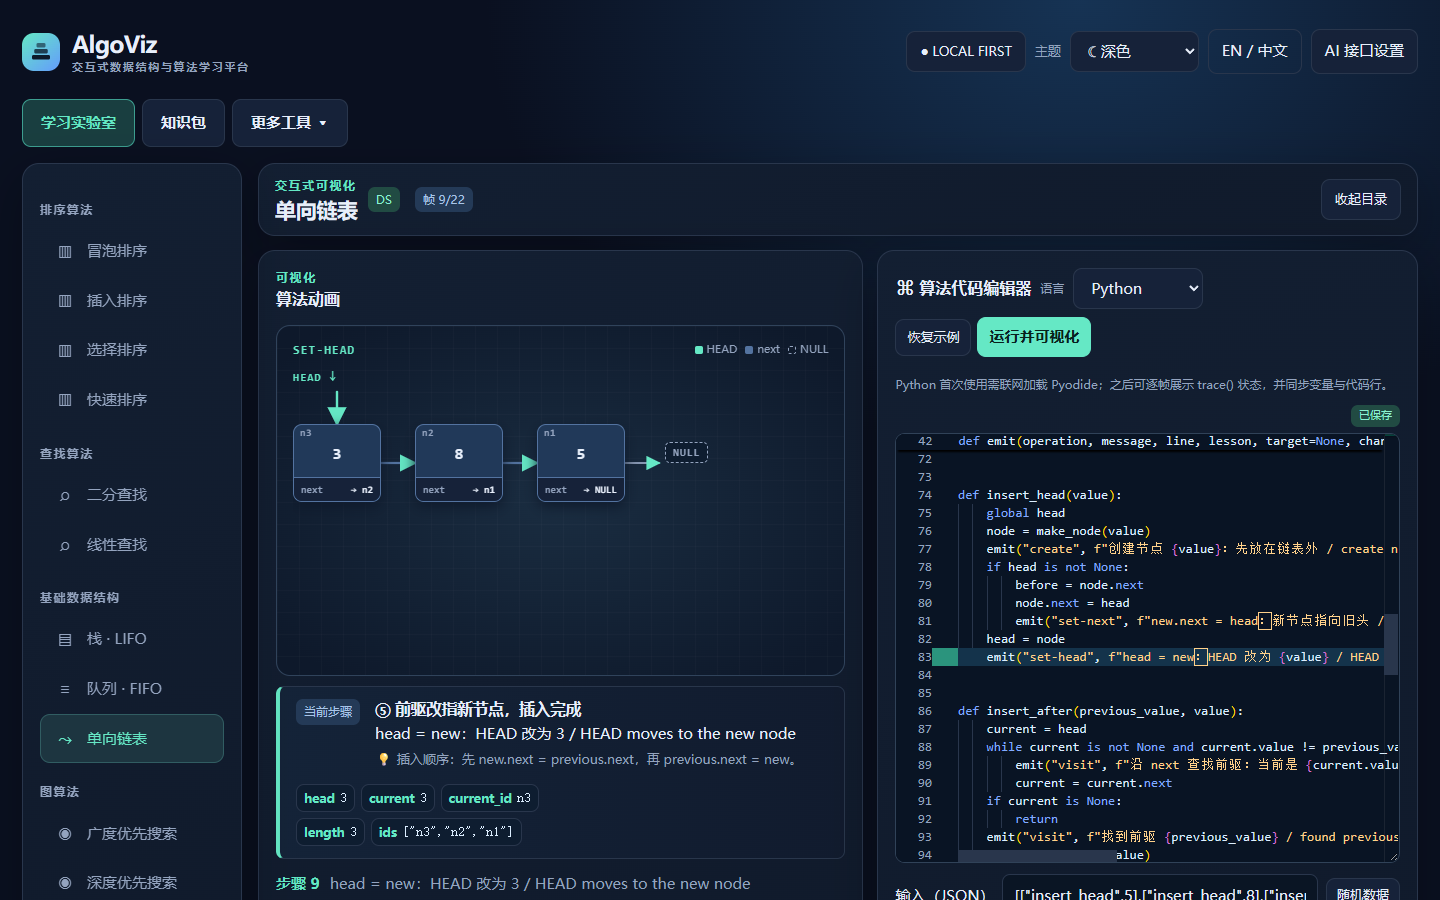 AlgoViz
交互式数据结构与算法学习平台
● LOCAL FIRST
主题
☾ 深色
EN / 中文
AI 接口设置
学习实验室
知识包
更多工具 ▾
排序算法
冒泡排序
插入排序
选择排序
快速排序
查找算法
二分查找
线性查找
基础数据结构
栈 · LIFO
队列 · FIFO
单向链表
图算法
广度优先搜索
深度优先搜索
交互式可视化
单向链表
DS
帧 9/22
收起目录
可视化
算法动画
SET-HEAD
HEAD next NULL
HEAD ↓
n3
3
next → n2
n2
8
next → n1
n1
5
next → NULL
NULL
当前步骤
⑤ 前驱改指新节点，插入完成
head = new：HEAD 改为 3 / HEAD moves to the new node
💡 插入顺序：先 new.next = previous.next，再 previous.next = new。
head 3
current 3
current_id n3
length 3
ids ["n3","n2","n1"]
步骤 9 head = new：HEAD 改为 3 / HEAD moves to the new node
⌘ 算法代码编辑器
语言
Python
恢复示例
运行并可视化
Python 首次使用需联网加载 Pyodide；之后可逐帧展示 trace() 状态，并同步变量与代码行。
已保存
42 def emit(operation, message, line, lesson, target=None, char
72
73
74 def insert_head(value):
75 global head
76 node = make_node(value)
77 emit("create", f"创建节点 {value}：先放在链表外 / create n
78 if head is not None:
79 before = node.next
80 node.next = head
81 emit("set-next", f"new.next = head：新节点指向旧头 /
82 head = node
83 emit("set-head", f"head = new：HEAD 改为 {value} / HEAD
84
85
86 def insert_after(previous_value, value):
87 current = head
88 while current is not None and current.value != previous_va
89 emit("visit", f"沿 next 查找前驱：当前是 {current.valu
90 current = current.next
91 if current is None:
92 return
93 emit("visit", f"找到前驱 {previous_value} / found previous
94 alue)
输入（JSON）
[["insert_head",5],["insert_head",8],["inse
随机数据